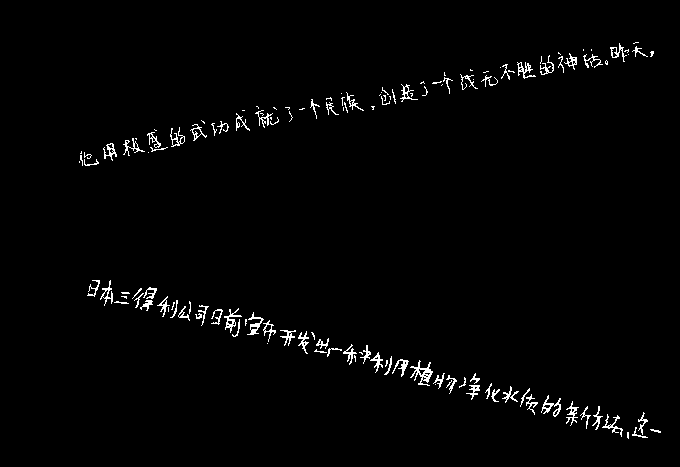 他用极盛的武功成就了一个民族,创造了一个战无不胜的神话。昨天,
日本三得利公司日前宣布开发出一种利用植物净化水质的新方法,这一